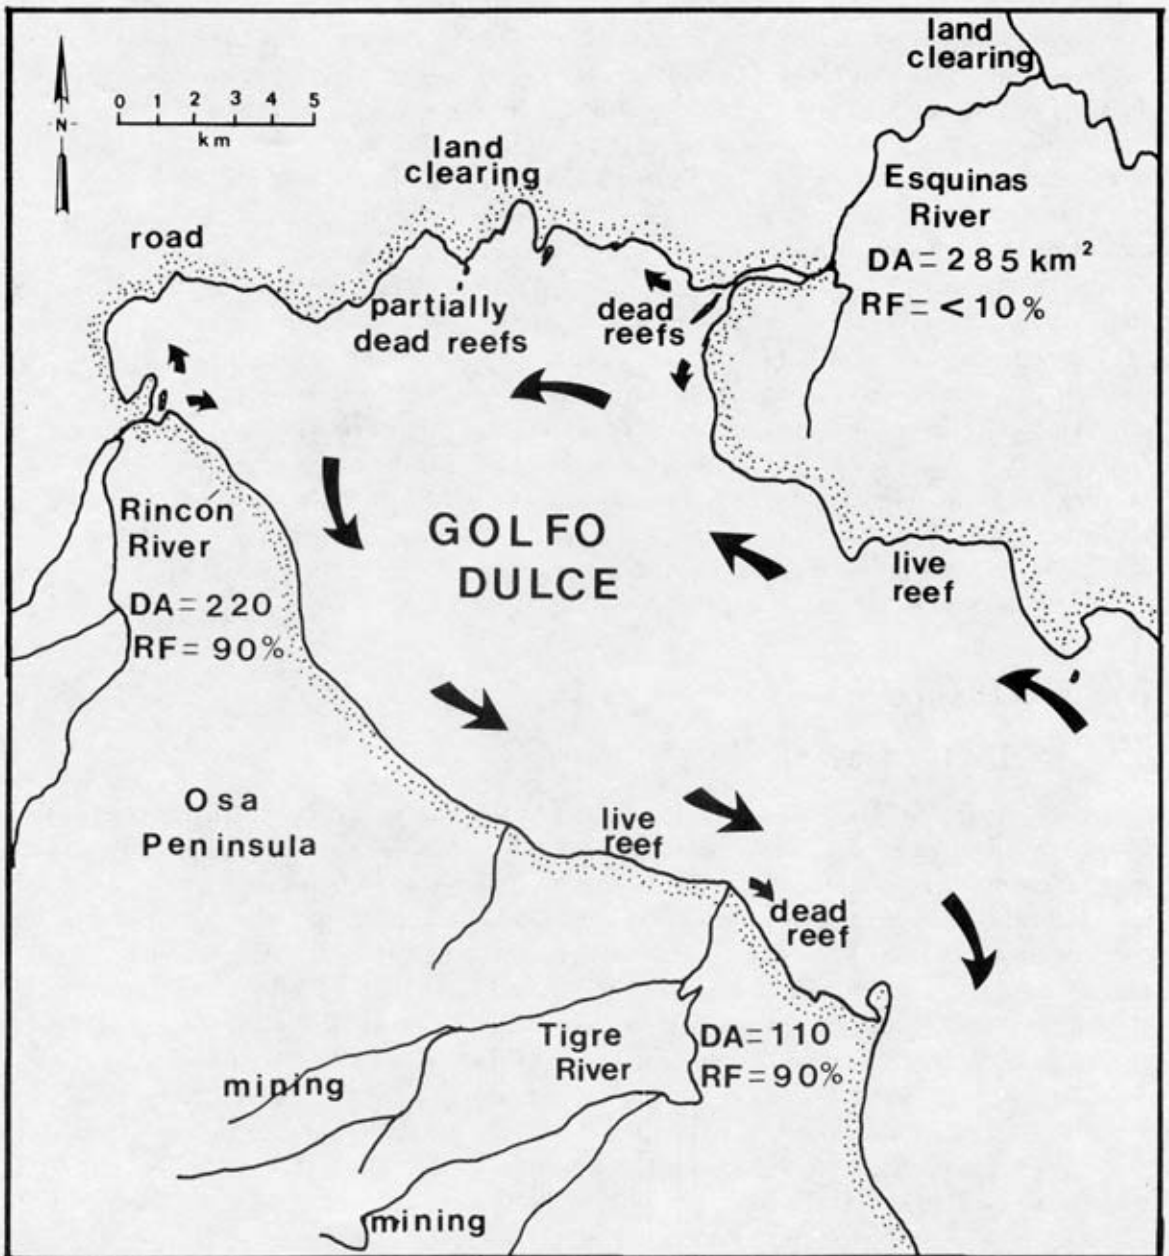 land
clearing
N
0 1 2 3 4 5
km
land
clearing
road
Esquinas
River
DA = 285 km²
RF = < 10 %
partially
dead reefs
dead
reefs
Rincon
River
DA = 220
RF = 90%
GOLFO
DULCE
live
reef
Osa
Peninsula
live
reef
dead
reef
Tigre
River
DA = 110
RF = 90%
mining
mining